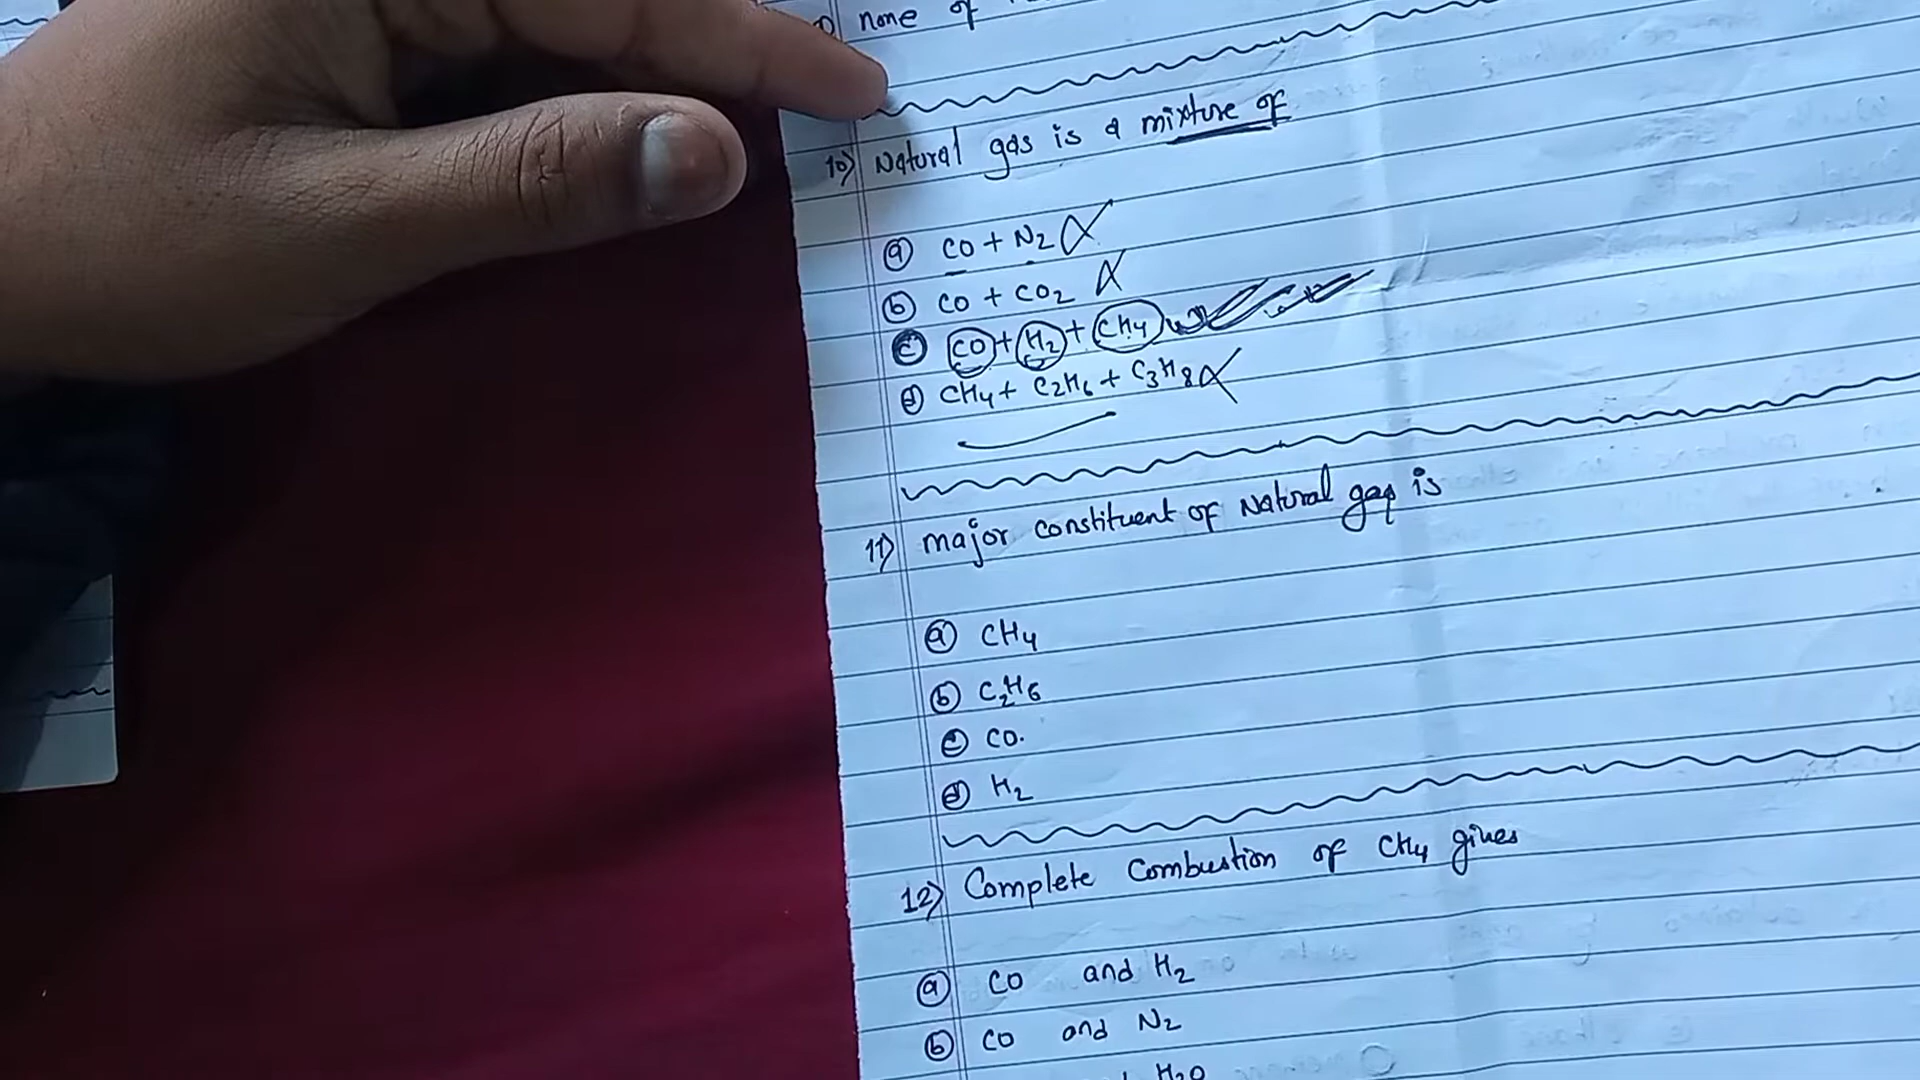 none of
10) Natural gas is a mixture of
a CO + N2
b CO + CO2
c CO + H2 + CH4
d CH4 + C2H6 + C3H8
11) major constituent of Natural gas is
a CH4
b C2H6
c CO.
d H2
12) Complete Combustion of CH4 gives
a CO and H2
b CO and N2
H2O